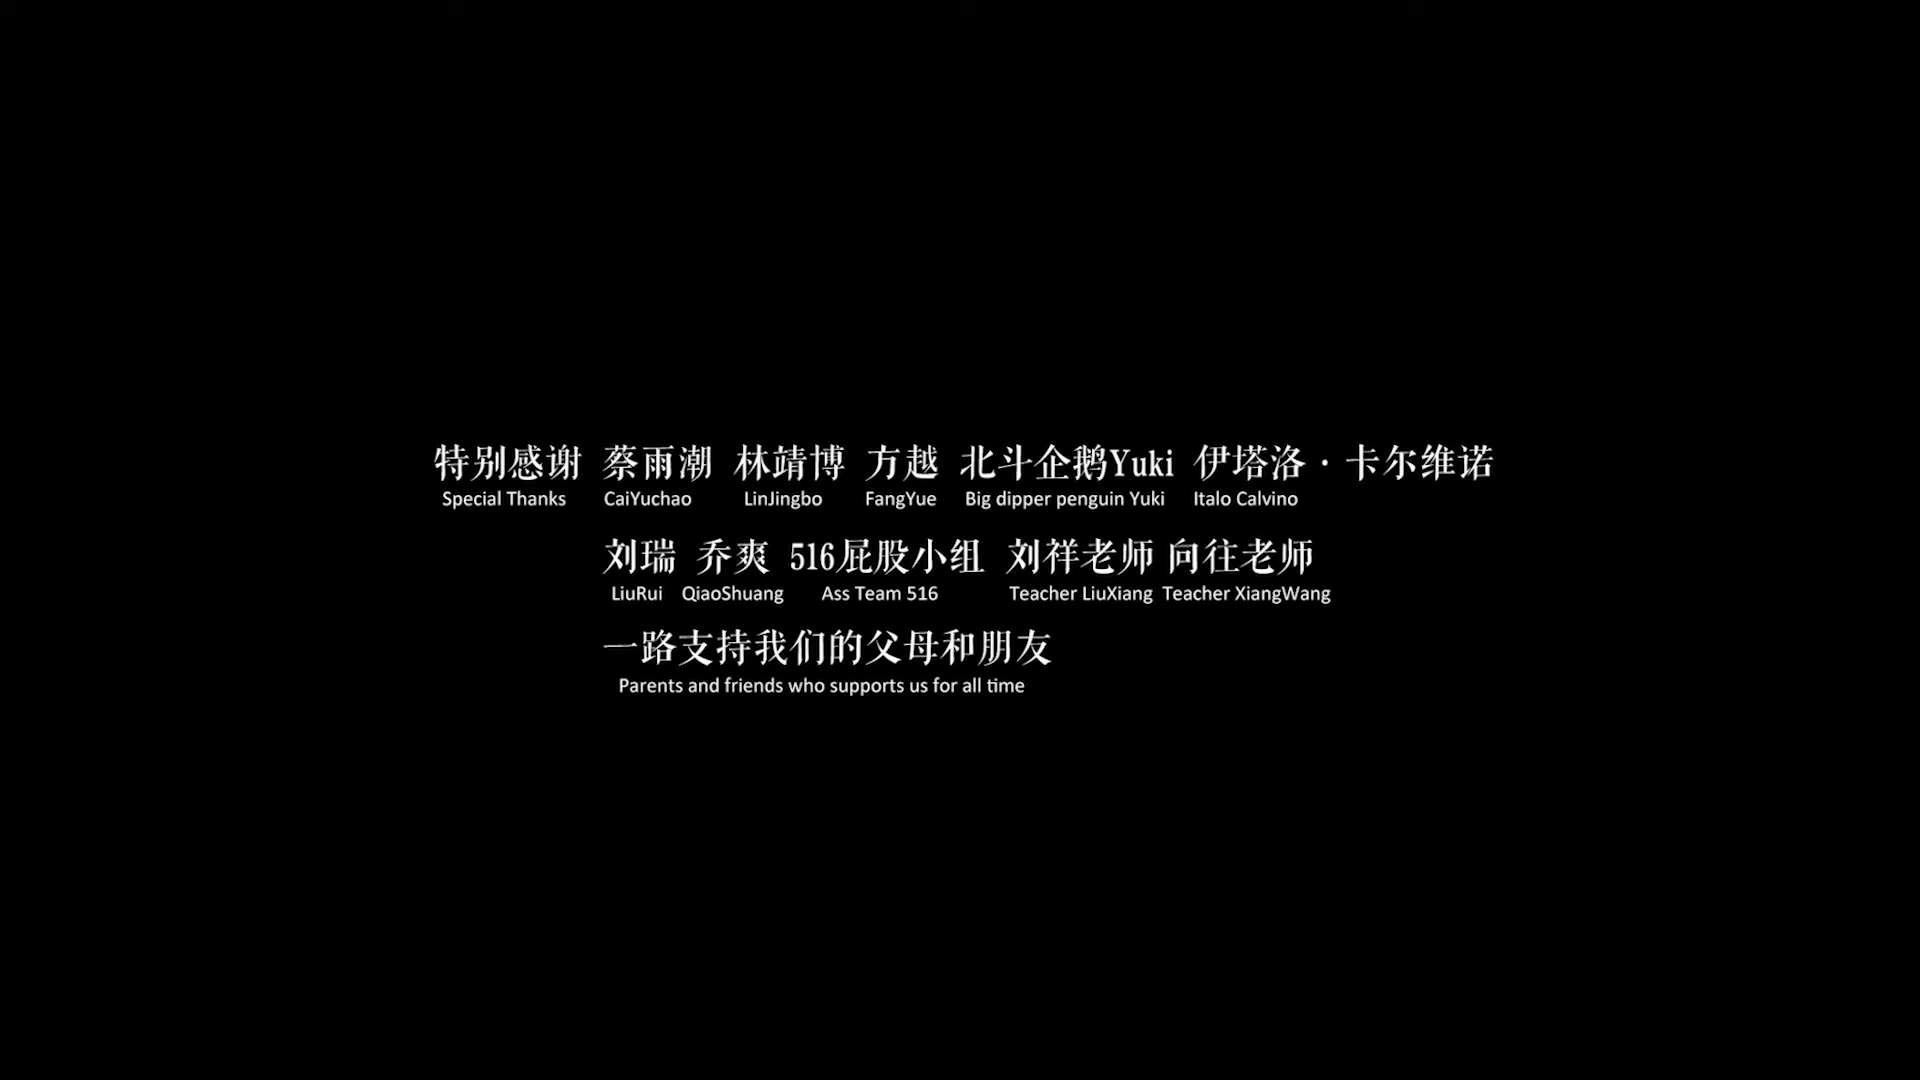 特别感谢 蔡雨潮 林靖博 方越 北斗企鹅Yuki 伊塔洛·卡尔维诺
Special Thanks CaiYuchao LinJingbo FangYue Big dipper penguin Yuki Italo Calvino
刘瑞 乔爽 516屁股小组 刘祥老师 向往老师
LiuRui QiaoShuang Ass Team 516 Teacher LiuXiang Teacher XiangWang
一路支持我们的父母和朋友
Parents and friends who supports us for all time